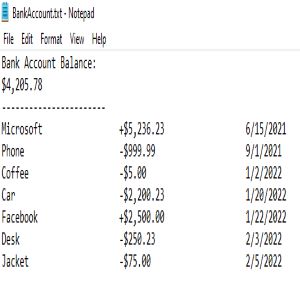 BankAccount.txt - Notepad
File Edit Format View Help
Bank Account Balance:
$4,205.78
-----------------------
Microsoft +$5,236.23 6/15/2021
Phone -$999.99 9/1/2021
Coffee -$5.00 1/2/2022
Car -$2,200.23 1/20/2022
Facebook +$2,500.00 1/22/2022
Desk -$250.23 2/3/2022
Jacket -$75.00 2/5/2022